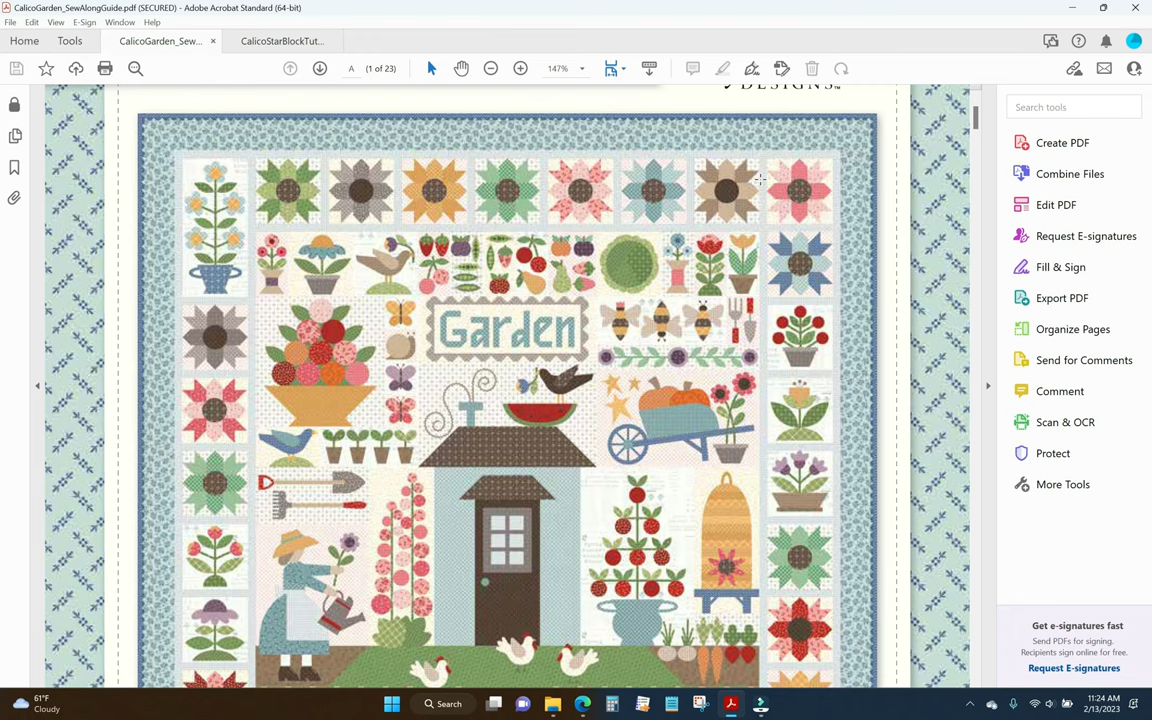 CalicoGarden_SewAlongGuide.pdf (SECURED) - Adobe Acrobat Standard (64-bit)
File Edit View E-Sign Window Help
Home Tools CalicoGarden_Sew... × CalicoStarBlockTut...
A (1 of 23) 147%
DESIGNS
Search tools
Create PDF
Combine Files
Edit PDF
Request E-signatures
Fill & Sign
Export PDF
Organize Pages
Send for Comments
Comment
Scan & OCR
Protect
More Tools
Garden
Get e-signatures fast
Send PDFs for signing.
Recipients sign online for free.
Request E-Signatures
61°F
Cloudy
Search
11:24 AM
2/13/2023